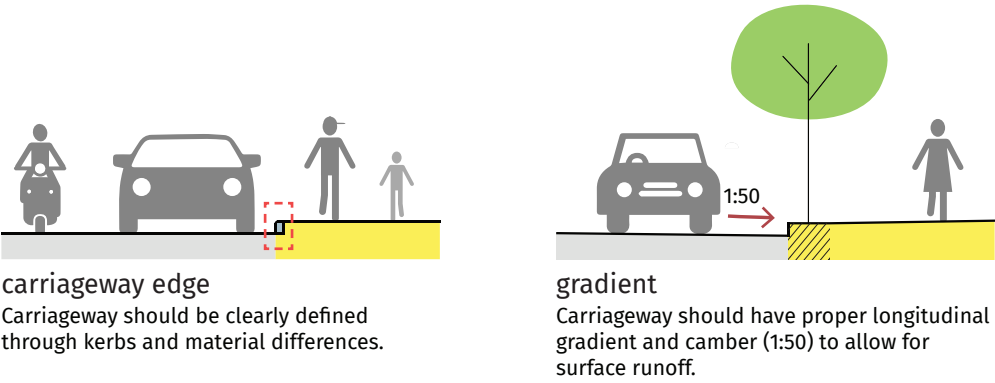 1:50
carriageway edge
Carriageway should be clearly defined
through kerbs and material differences.
gradient
Carriageway should have proper longitudinal
gradient and camber (1:50) to allow for
surface runoff.